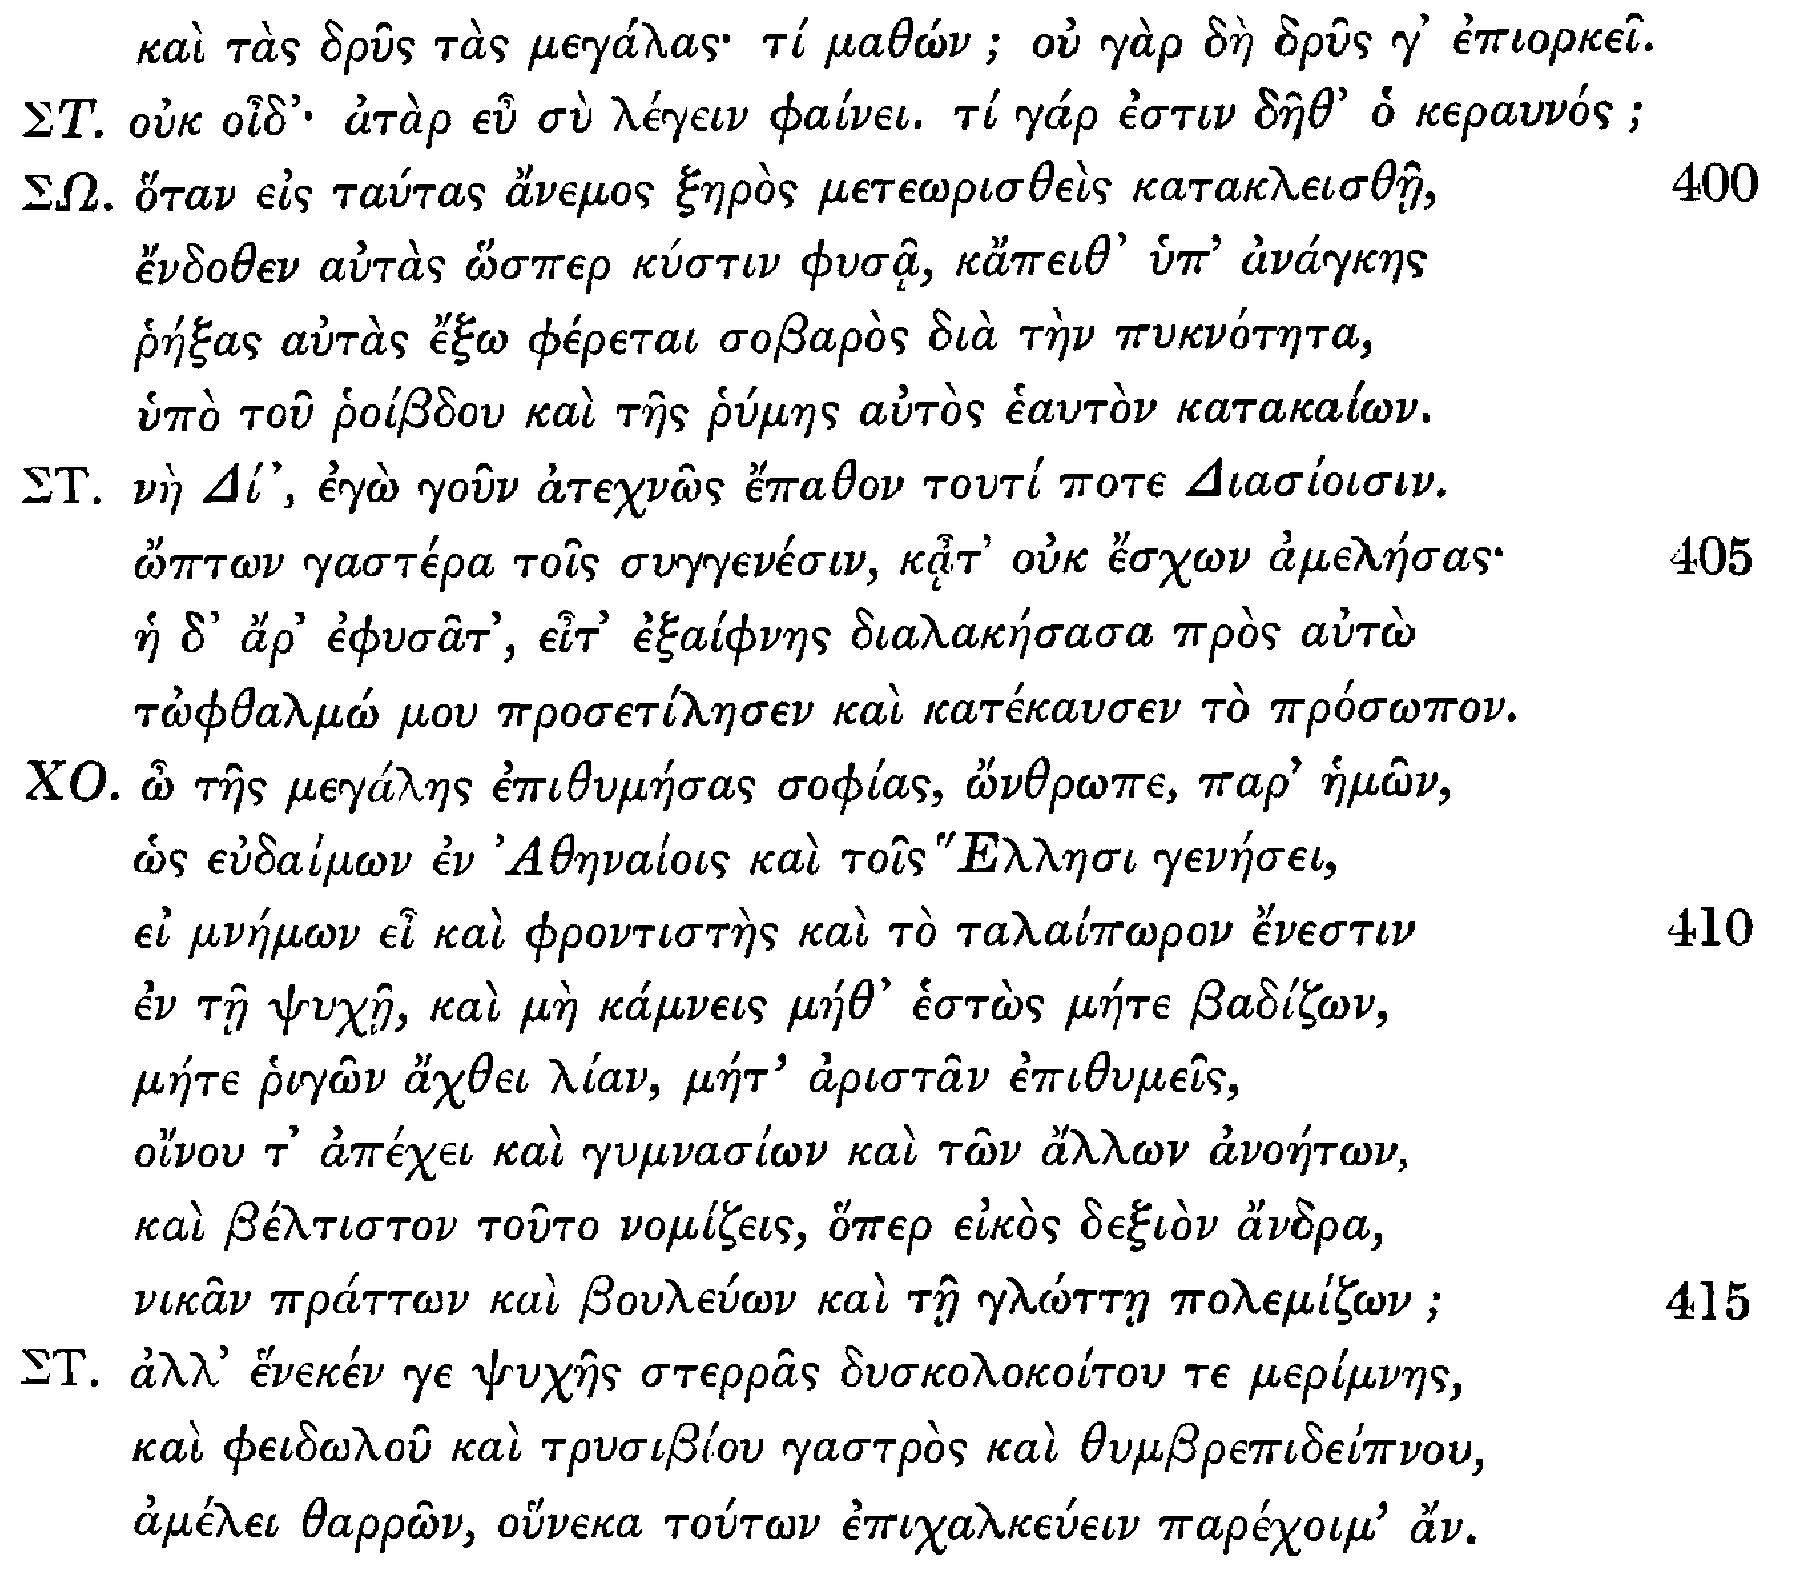 καὶ τὰς δρῦς τὰς μεγάλας· τί μαθών ; οὐ γὰρ δὴ δρῦς γ’ ἐπιορκεῖ.
ΣΤ. οὐκ οἶδ’· ἀτὰρ εὖ σὺ λέγειν φαίνει. τί γάρ ἐστιν δῆθ’ ὁ κεραυνός ;
ΣΩ. ὅταν εἰς ταύτας ἄνεμος ξηρὸς μετεωρισθεὶς κατακλεισθῇ, 400
ἔνδοθεν αὐτὰς ὥσπερ κύστιν φυσᾷ, κἄπειθ’ ὑπ’ ἀνάγκης
ῥήξας αὐτὰς ἔξω φέρεται σοβαρὸς διὰ τὴν πυκνότητα,
ὑπὸ τοῦ ῥοίβδου καὶ τῆς ῥύμης αὐτὸς ἑαυτὸν κατακαίων.
ΣΤ. νὴ Δί’, ἐγὼ γοῦν ἀτεχνῶς ἔπαθον τουτί ποτε Διασίοισιν.
ὤπτων γαστέρα τοῖς συγγενέσιν, κᾆτ’ οὐκ ἔσχων ἀμελήσας· 405
ἡ δ’ ἄρ’ ἐφυσᾶτ’, εἶτ’ ἐξαίφνης διαλακήσασα πρὸς αὐτὼ
τὠφθαλμώ μου προσετίλησεν καὶ κατέκαυσεν τὸ πρόσωπον.
ΧΟ. ὦ τῆς μεγάλης ἐπιθυμήσας σοφίας, ὤνθρωπε, παρ’ ἡμῶν,
ὡς εὐδαίμων ἐν Ἀθηναίοις καὶ τοῖς Ἕλλησι γενήσει,
εἰ μνήμων εἶ καὶ φροντιστὴς καὶ τὸ ταλαίπωρον ἔνεστιν 410
ἐν τῇ ψυχῇ, καὶ μὴ κάμνεις μήθ’ ἑστὼς μήτε βαδίζων,
μήτε ῥιγῶν ἄχθει λίαν, μήτ’ ἀριστᾶν ἐπιθυμεῖς,
οἴνου τ’ ἀπέχει καὶ γυμνασίων καὶ τῶν ἄλλων ἀνοήτων,
καὶ βέλτιστον τοῦτο νομίζεις, ὅπερ εἰκὸς δεξιὸν ἄνδρα,
νικᾶν πράττων καὶ βουλεύων καὶ τῇ γλώττῃ πολεμίζων ; 415
ΣΤ. ἀλλ’ ἕνεκέν γε ψυχῆς στερρᾶς δυσκολοκοίτου τε μερίμνης,
καὶ φειδωλοῦ καὶ τρυσιβίου γαστρὸς καὶ θυμβρεπιδείπνου,
ἀμέλει θαρρῶν, οὕνεκα τούτων ἐπιχαλκεύειν παρέχοιμ’ ἄν.